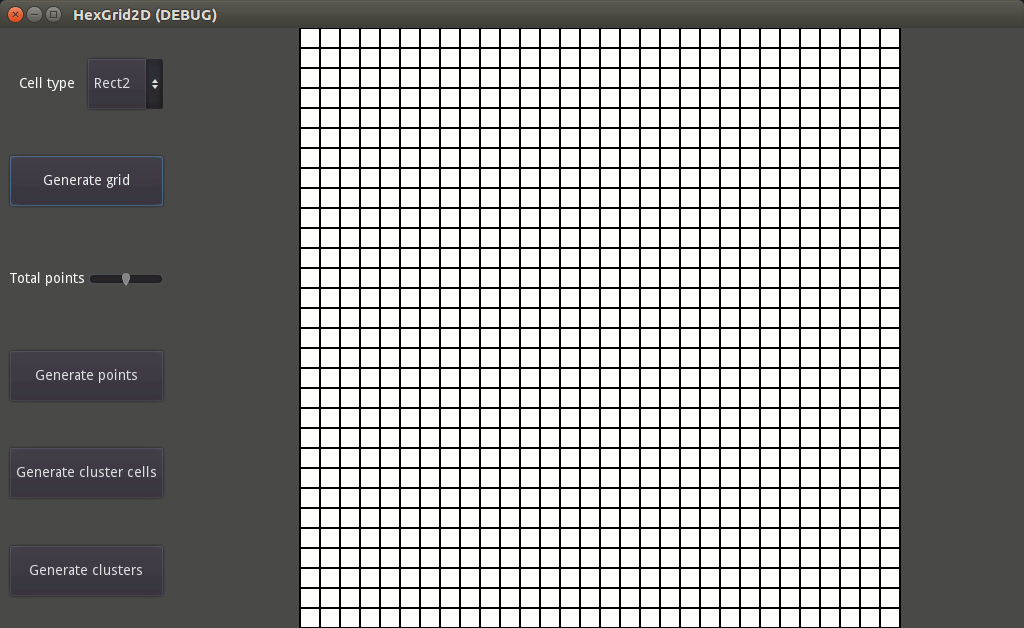 HexGrid2D (DEBUG)
Cell type
Rect2
Generate grid
Total points
Generate points
Generate cluster cells
Generate clusters